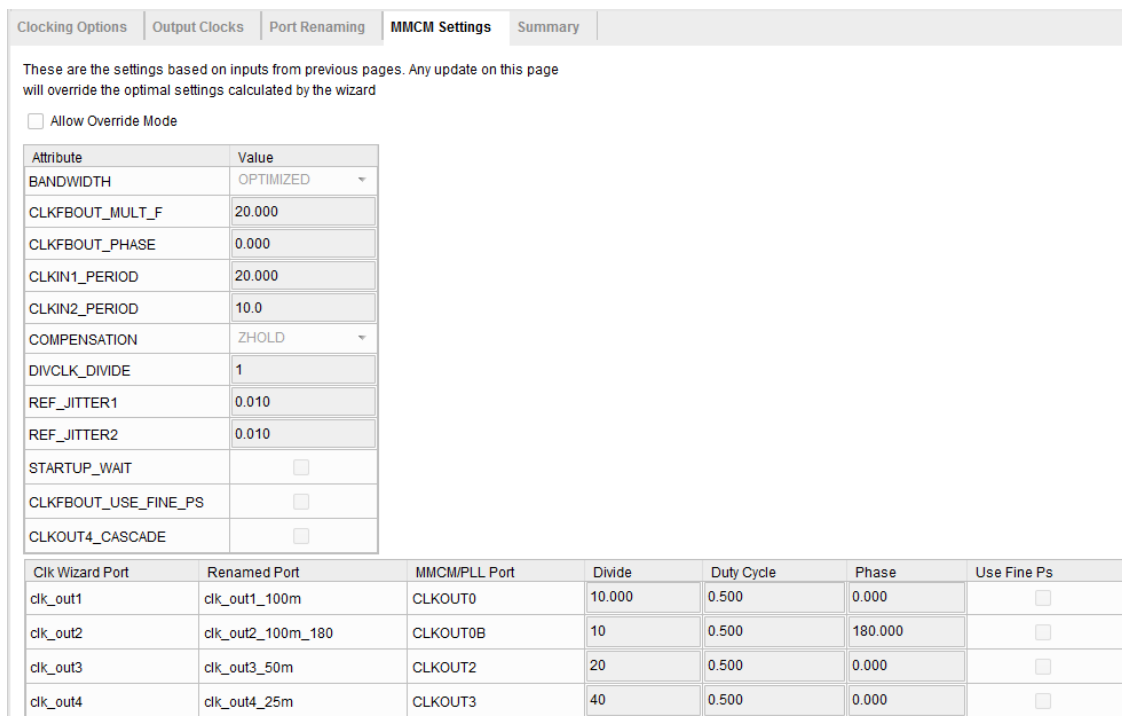 Clocking Options Output Clocks Port Renaming MMCM Settings Summary
These are the settings based on inputs from previous pages. Any update on this page
will override the optimal settings calculated by the wizard
Allow Override Mode
Attribute Value
BANDWIDTH OPTIMIZED
CLKFBOUT_MULT_F 20.000
CLKFBOUT_PHASE 0.000
CLKIN1_PERIOD 20.000
CLKIN2_PERIOD 10.0
COMPENSATION ZHOLD
DIVCLK_DIVIDE 1
REF_JITTER1 0.010
REF_JITTER2 0.010
STARTUP_WAIT
CLKFBOUT_USE_FINE_PS
CLKOUT4_CASCADE
Clk Wizard Port Renamed Port MMCM/PLL Port Divide Duty Cycle Phase Use Fine Ps
clk_out1 clk_out1_100m CLKOUT0 10.000 0.500 0.000
clk_out2 clk_out2_100m_180 CLKOUT0B 10 0.500 180.000
clk_out3 clk_out3_50m CLKOUT2 20 0.500 0.000
clk_out4 clk_out4_25m CLKOUT3 40 0.500 0.000